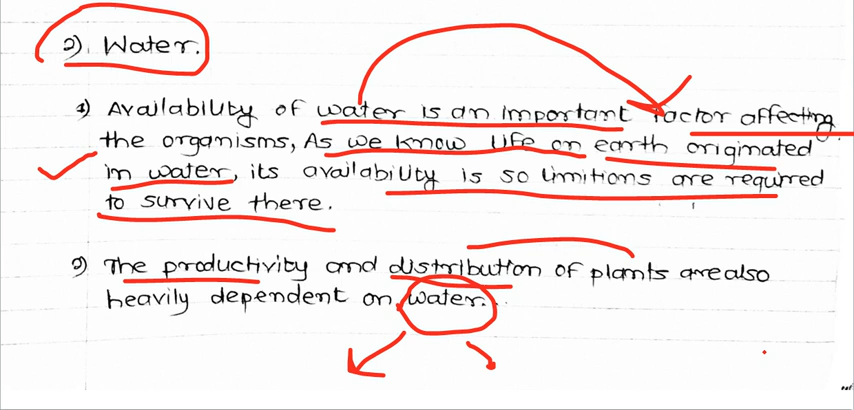 2). Water.
1) Availability of water is an important factor affecting
the organisms, As we know life on earth originated
in water, its availability is so limitions are required
to survive there.
2) The productivity and distribution of plants are also
heavily dependent on water.